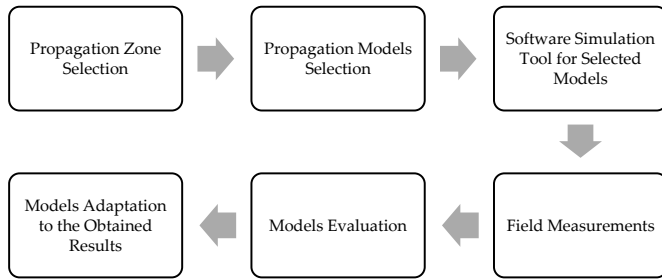 Propagation Zone
Selection
Propagation Models
Selection
Software Simulation
Tool for Selected
Models
Field Measurements
Models Evaluation
Models Adaptation
to the Obtained
Results